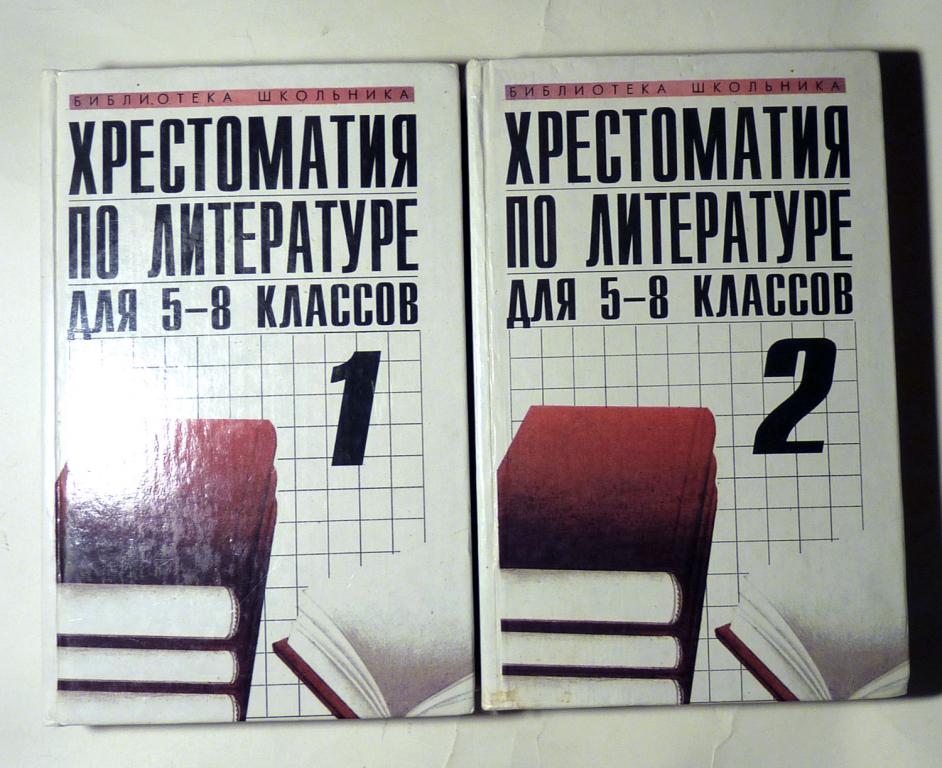 БИБЛИОТЕКА ШКОЛЬНИКА
ХРЕСТОМАТИЯ
ПО ЛИТЕРАТУРЕ
ДЛЯ 5-8 КЛАССОВ
1
БИБЛИОТЕКА ШКОЛЬНИКА
ХРЕСТОМАТИЯ
ПО ЛИТЕРАТУРЕ
ДЛЯ 5-8 КЛАССОВ
2